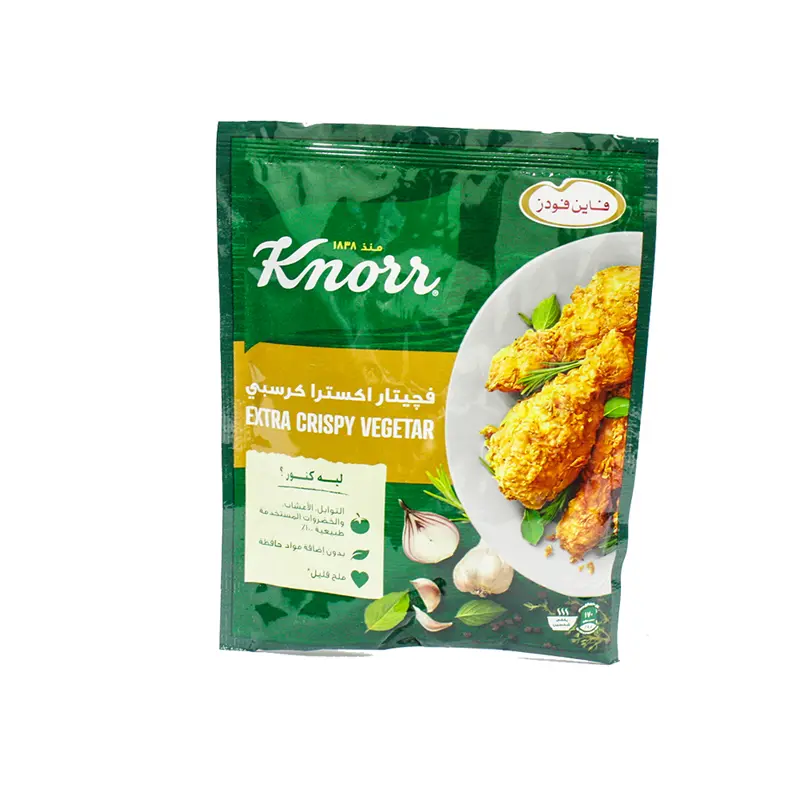 فاين فودز
منذ ١٨٣٨
Knorr
فچيتار اكسترا كرسبي
EXTRA CRISPY VEGETAR
ليه كنور؟
التوابل، الأعشاب،
والخضروات المستخدمة
طبيعية ١٠٠٪
بدون إضافة مواد حافظة
ملح قليل*